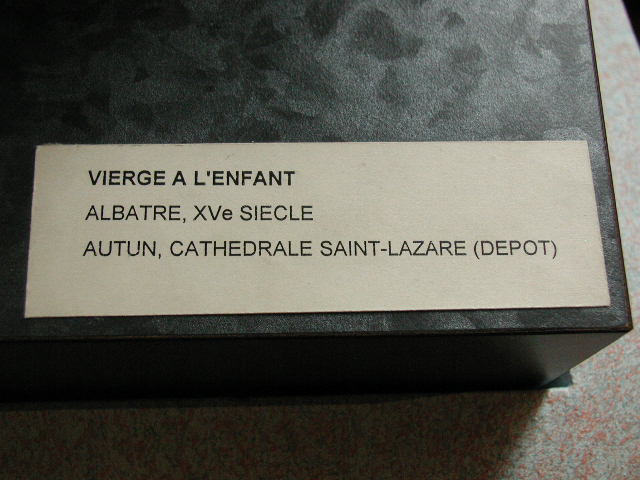 VIERGE A L'ENFANT
ALBATRE, XVe SIECLE
AUTUN, CATHEDRALE SAINT-LAZARE (DEPOT)